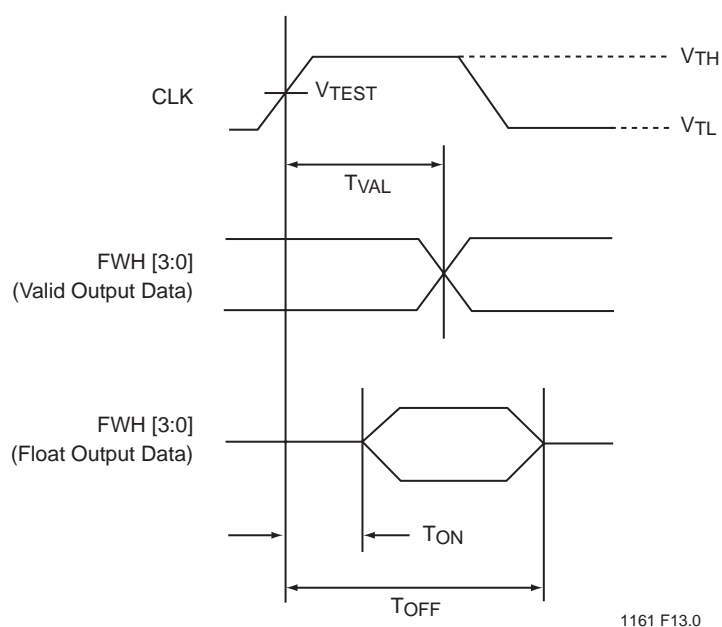 VTH
CLK
VTEST
VTL
TVAL
FWH [3:0]
(Valid Output Data)
FWH [3:0]
(Float Output Data)
TON
TOFF
1161 F13.0